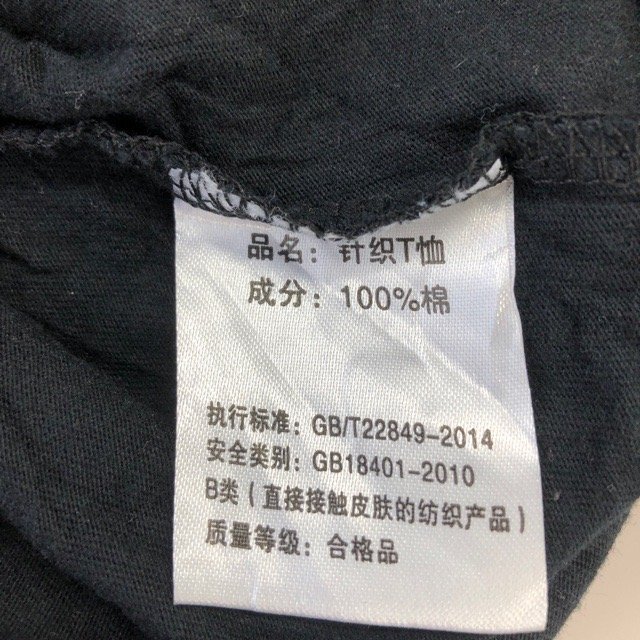 品名：针织T恤
成分：100%棉
执行标准：GB/T22849-2014
安全类别：GB18401-2010
B类（直接接触皮肤的纺织产品）
质量等级：合格品